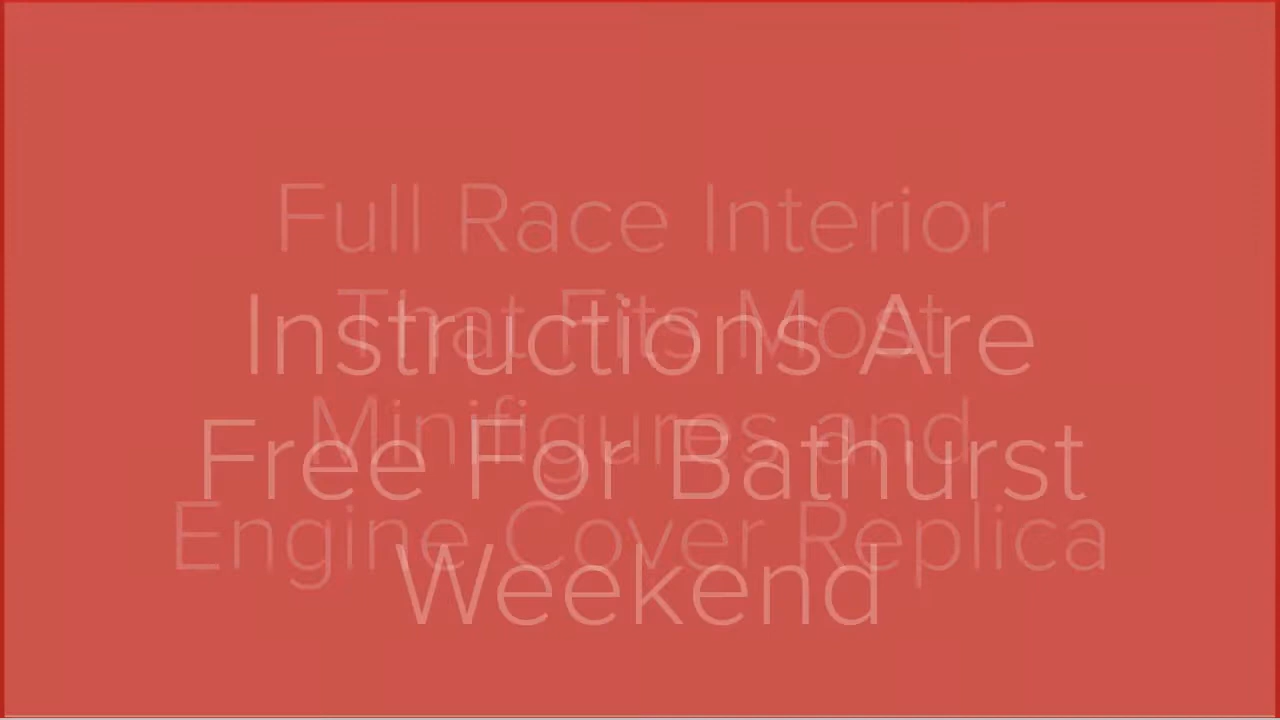 Full Race Interior
That Fits Most
Minifigures and
Engine Cover Replica
Instructions Are
Free For Bathurst
Weekend